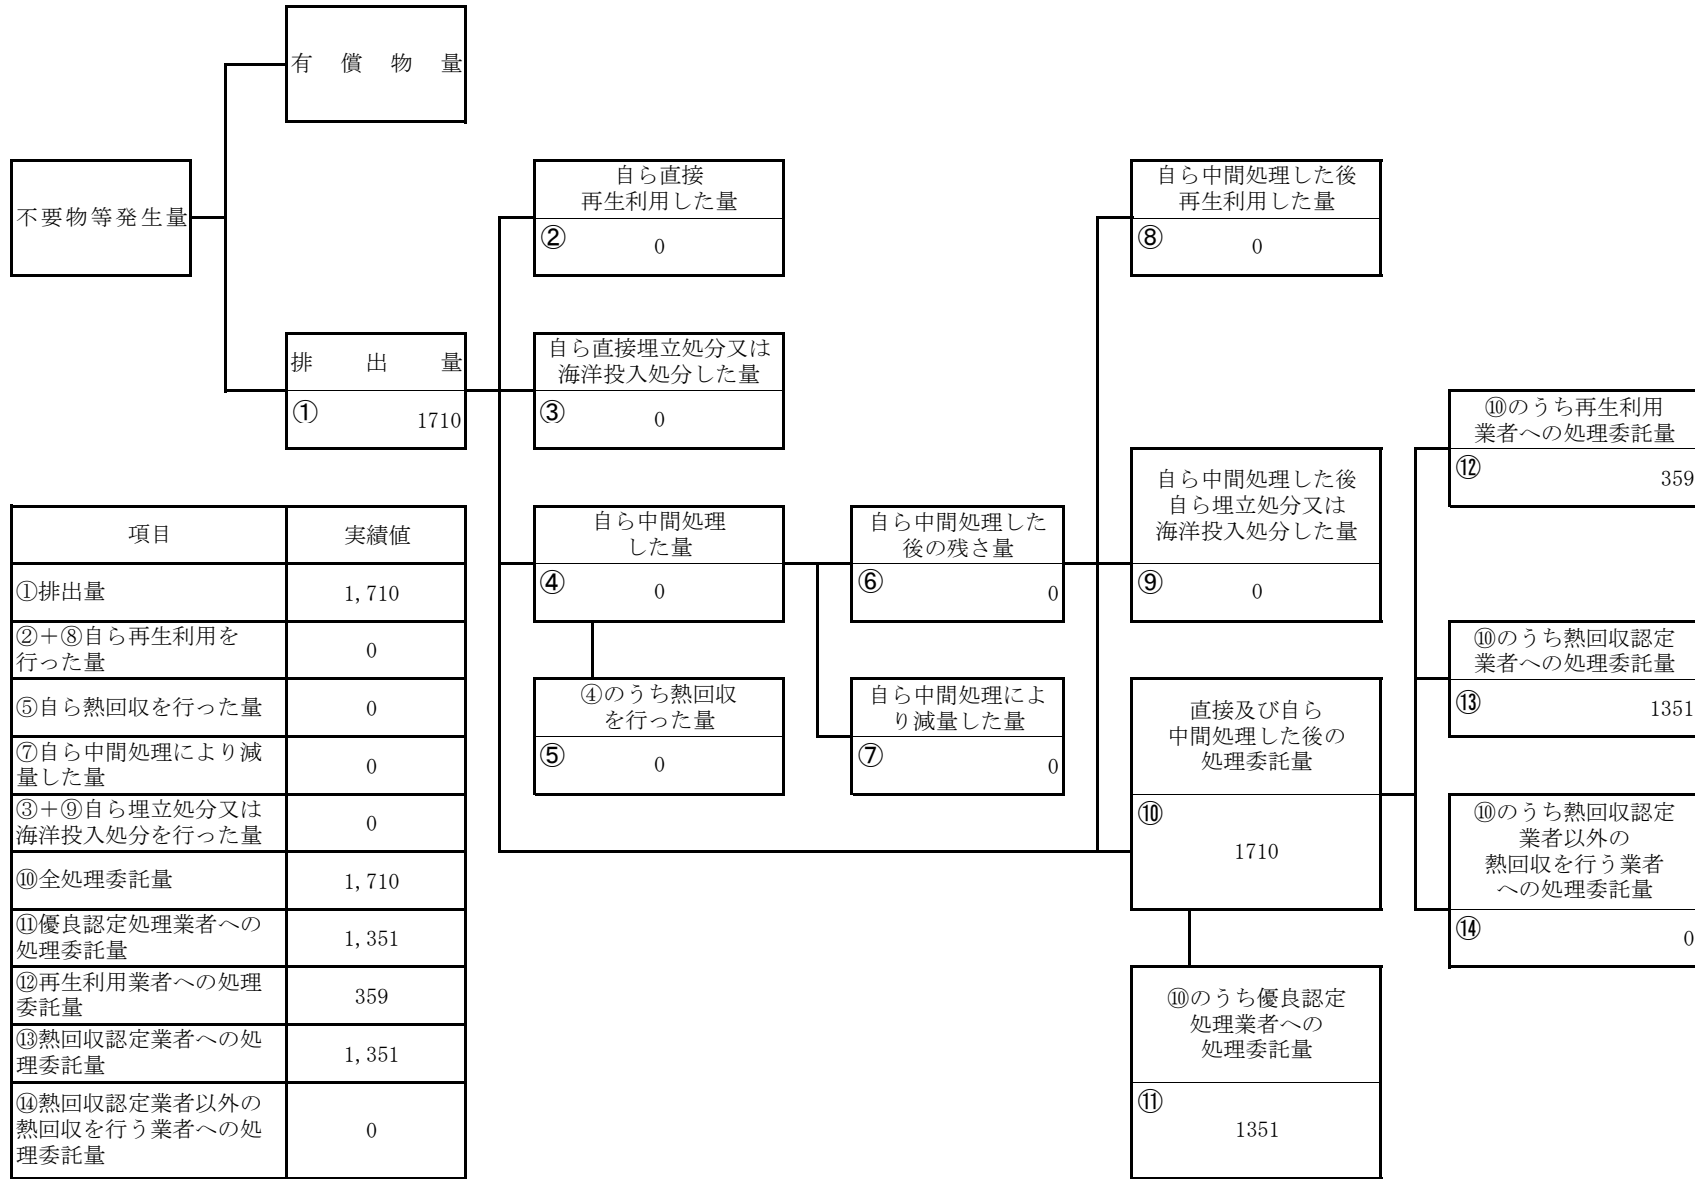 有償物量
不要物等発生量
排出量
①
1710
自ら直接
再生利用した量
②
0
自ら直接埋立処分又は
海洋投入処分した量
③
0
自ら中間処理
した量
④
0
④のうち熱回収
を行った量
⑤
0
自ら中間処理した
後の残さ量
⑥
0
自ら中間処理によ
り減量した量
⑦
0
自ら中間処理した後
再生利用した量
⑧
0
自ら中間処理した後
自ら埋立処分又は
海洋投入処分した量
⑨
0
直接及び自ら
中間処理した後の
処理委託量
⑩
1710
⑩のうち優良認定
処理業者への
処理委託量
⑪
1351
⑩のうち再生利用
業者への処理委託量
⑫
359
⑩のうち熱回収認定
業者への処理委託量
⑬
1351
⑩のうち熱回収認定
業者以外の
熱回収を行う業者
への処理委託量
⑭
0
項目 実績値
①排出量 1,710
②+⑧自ら再生利用を
行った量 0
⑤自ら熱回収を行った量 0
⑦自ら中間処理により減
量した量 0
③+⑨自ら埋立処分又は
海洋投入処分を行った量 0
⑩全処理委託量 1,710
⑪優良認定処理業者への
処理委託量 1,351
⑫再生利用業者への処理
委託量 359
⑬熱回収認定業者への処
理委託量 1,351
⑭熱回収認定業者以外の
熱回収を行う業者への処
理委託量 0